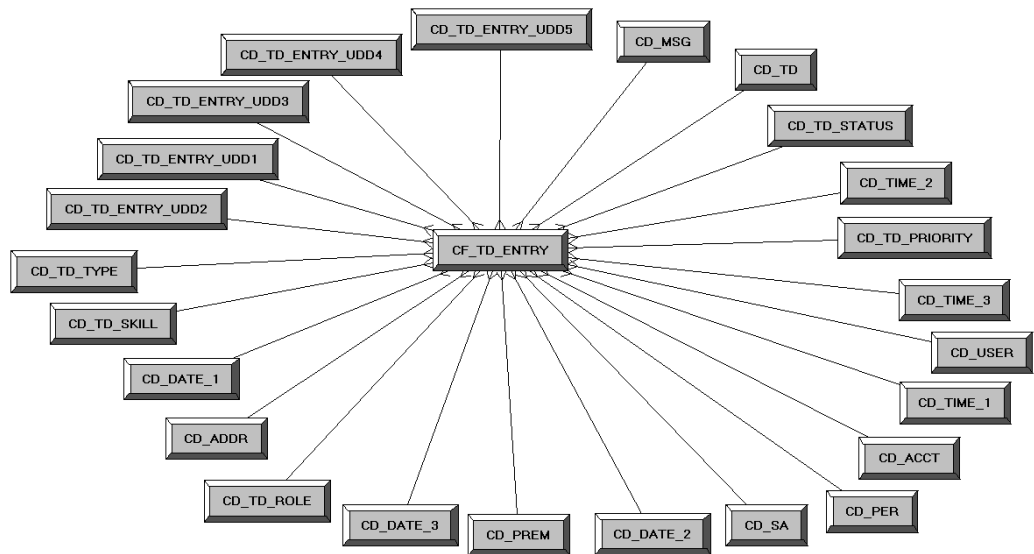 CD_TD_ENTRY_UDD5
CD_MSG
CD_TD_ENTRY_UDD4
CD_TD
CD_TD_ENTRY_UDD3
CD_TD_STATUS
CD_TD_ENTRY_UDD1
CD_TIME_2
CD_TD_ENTRY_UDD2
CD_TD_PRIORITY
CF_TD_ENTRY
CD_TD_TYPE
CD_TIME_3
CD_TD_SKILL
CD_USER
CD_DATE_1
CD_TIME_1
CD_ADDR
CD_ACCT
CD_TD_ROLE
CD_PER
CD_DATE_3
CD_SA
CD_PREM
CD_DATE_2